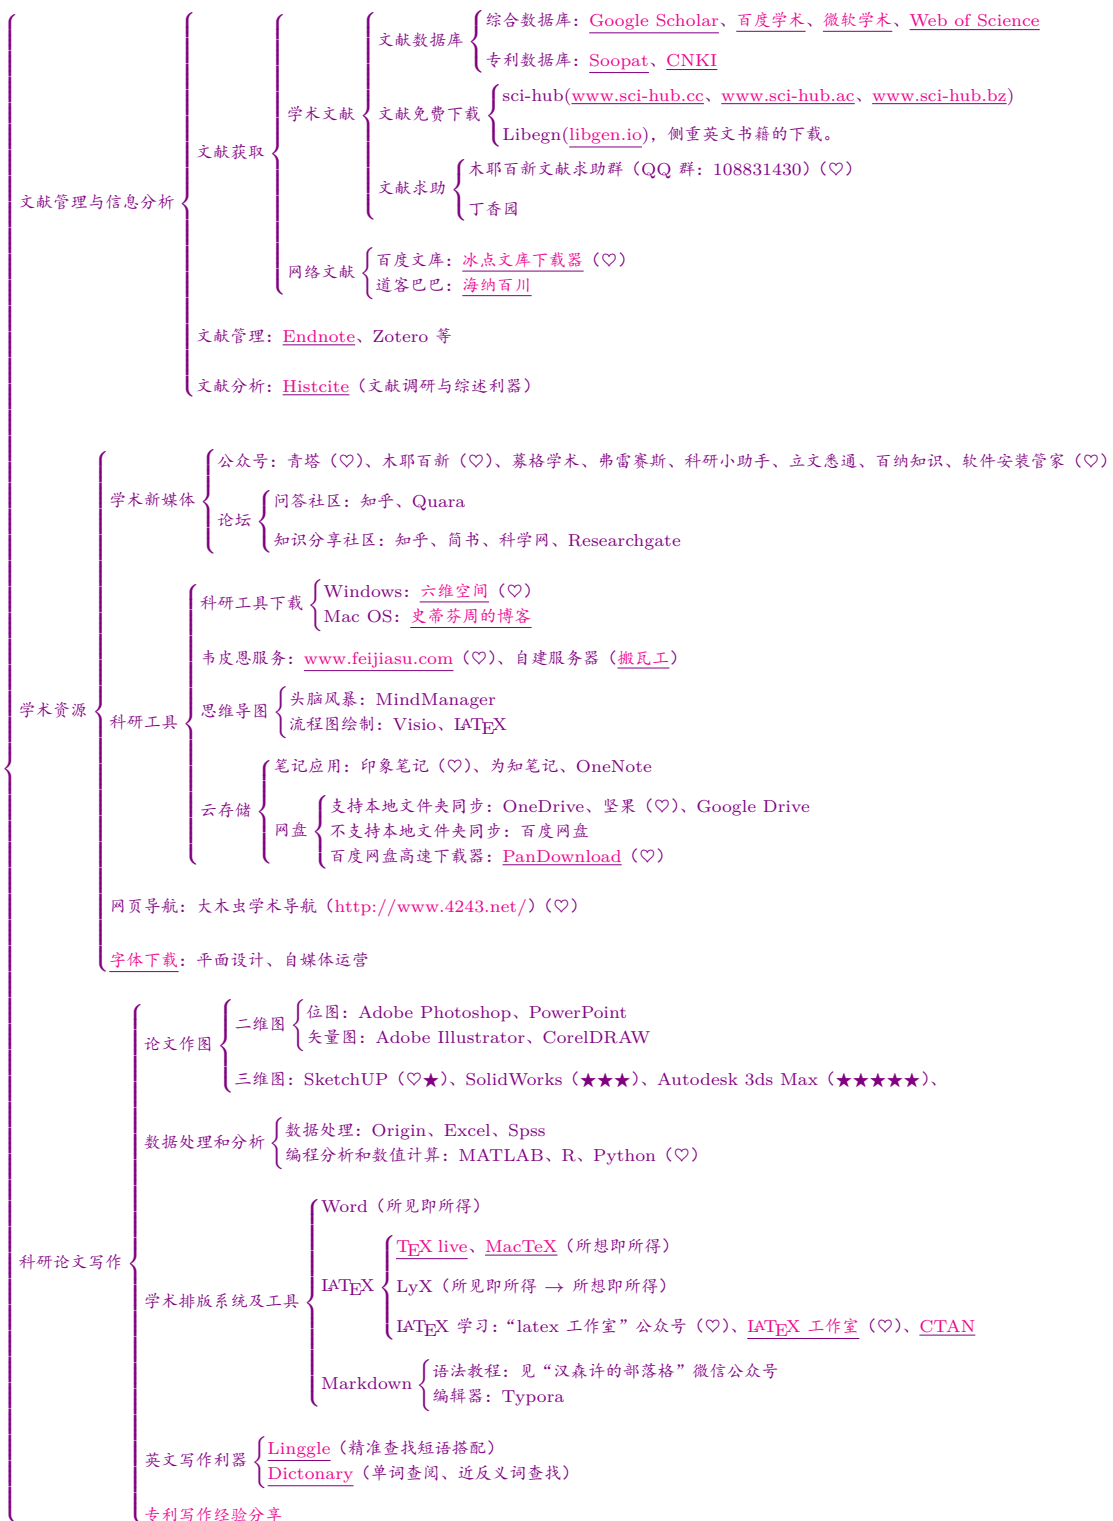 综合数据库：Google Scholar、百度学术、微软学术、Web of Science
文献数据库
专利数据库：Soopat、CNKI
sci-hub(www.sci-hub.cc、www.sci-hub.ac、www.sci-hub.bz)
学术文献
文献免费下载
Libegn(libgen.io)，侧重英文书籍的下载。
文献获取
木耶百新文献求助群（QQ 群：108831430）（♡）
文献求助
文献管理与信息分析
丁香园
百度文库：冰点文库下载器（♡）
网络文献
道客巴巴：海纳百川
文献管理：Endnote、Zotero 等
文献分析：Histcite（文献调研与综述利器）
公众号：青塔（♡）、木耶百新（♡）、募格学术、弗雷赛斯、科研小助手、立文悉通、百纳知识、软件安装管家（♡）
学术新媒体
问答社区：知乎、Quara
论坛
知识分享社区：知乎、简书、科学网、Researchgate
Windows：六维空间（♡）
科研工具下载
Mac OS：史蒂芬周的博客
韦皮恩服务：www.feijiasu.com（♡）、自建服务器（搬瓦工）
头脑风暴：MindManager
思维导图
学术资源
科研工具
流程图绘制：Visio、LATEX
笔记应用：印象笔记（♡）、为知笔记、OneNote
云存储
支持本地文件夹同步：OneDrive、坚果（♡）、Google Drive
网盘
不支持本地文件夹同步：百度网盘
百度网盘高速下载器：PanDownload（♡）
网页导航：大木虫学术导航（http://www.4243.net/）（♡）
字体下载：平面设计、自媒体运营
位图：Adobe Photoshop、PowerPoint
二维图
矢量图：Adobe Illustrator、CorelDRAW
论文作图
三维图：SketchUP（♡★）、SolidWorks（★★★）、Autodesk 3ds Max（★★★★★）、
数据处理：Origin、Excel、Spss
数据处理和分析
编程分析和数值计算：MATLAB、R、Python（♡）
Word（所见即所得）
TEX live、MacTeX（所想即所得）
科研论文写作
LATEX
LyX（所见即所得 → 所想即所得）
学术排版系统及工具
LATEX 学习：“latex 工作室”公众号（♡）、LATEX 工作室（♡）、CTAN
语法教程：见“汉森许的部落格”微信公众号
Markdown
编辑器：Typora
Linggle（精准查找短语搭配）
英文写作利器
Dictonary（单词查阅、近反义词查找）
专利写作经验分享